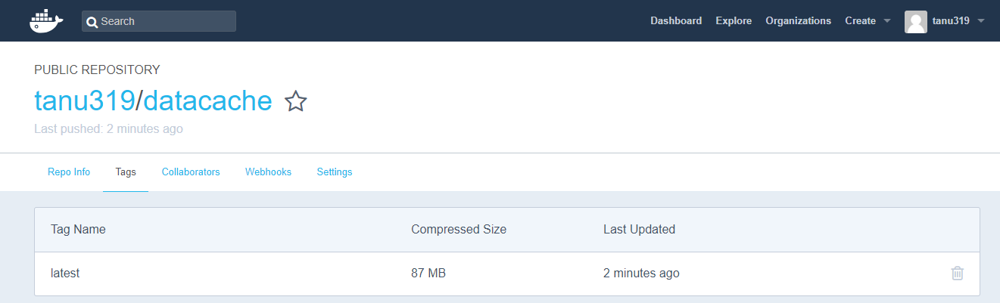 Search Dashboard Explore Organizations Create tanu319
PUBLIC REPOSITORY
tanu319/datacache
Last pushed: 2 minutes ago
Repo Info Tags Collaborators Webhooks Settings
Tag Name Compressed Size Last Updated
latest 87 MB 2 minutes ago